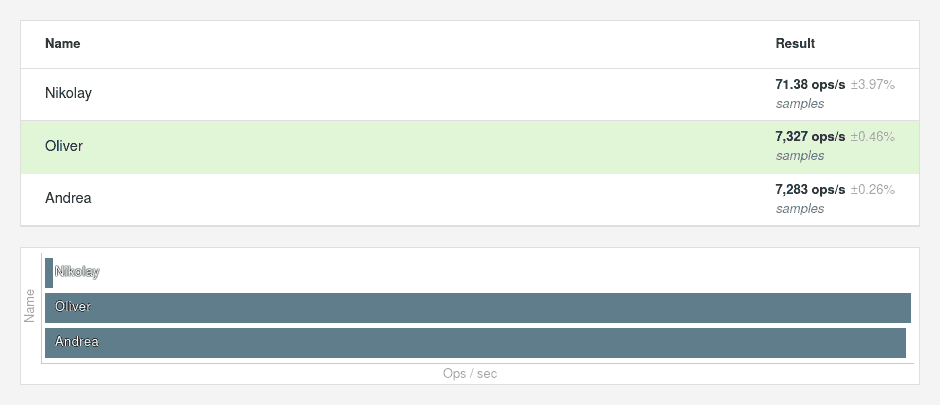 Name Result
Nikolay 71.38 ops/s ±3.97%
samples
Oliver 7,327 ops/s ±0.46%
samples
Andrea 7,283 ops/s ±0.26%
samples
Name
Nikolay
Oliver
Andrea
Ops / sec